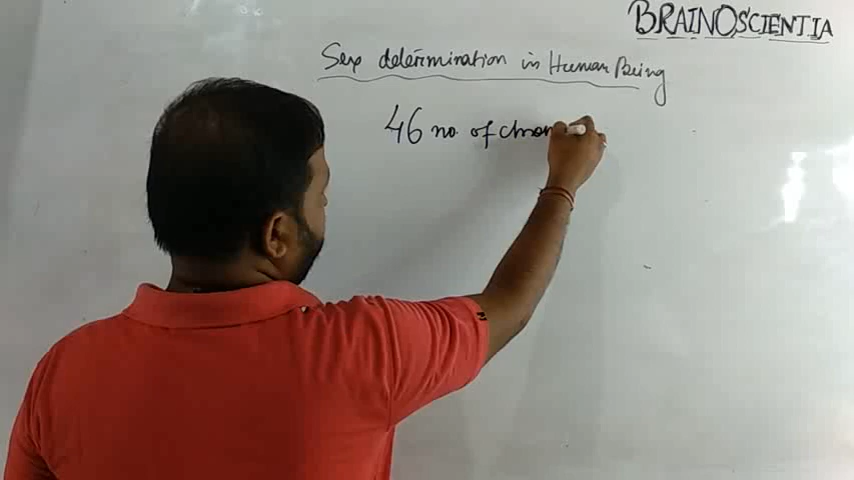 BRAINOSCIENTIA
Sex determination in Human Being
46 no. of chrom